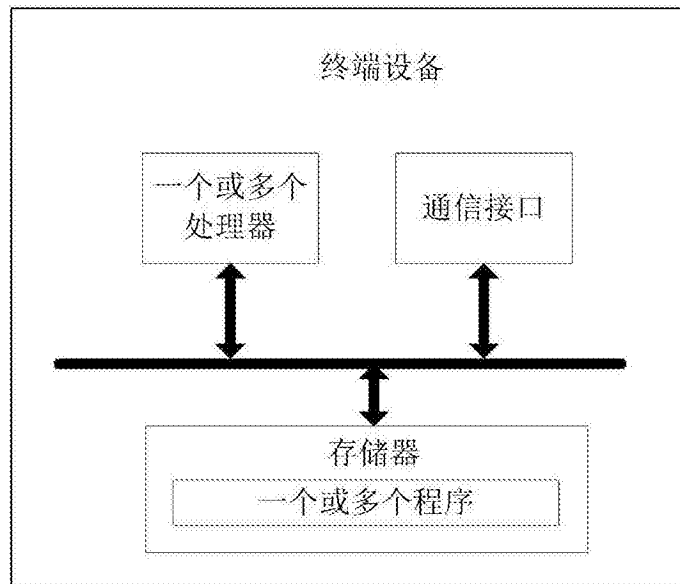 终端设备
一个或多个
处理器
通信接口
存储器
一个或多个程序